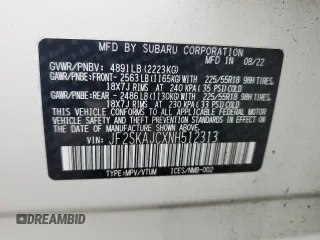 MFD BY SUBARU CORPORATION 08/22
GVWR/PNBV: 4891LB (2223KG)
GAWR/PNBE:FRONT- 2563LB (1165KG)WITH 225/55R18 98H TIRES,
18X7J RIMS AT 240 KPA (35 PSI)COLD
GAWR/PNBE:REAR - 2486LB (1130KG)WITH 225/55R18 98H TIRES,
18X7J RIMS AT 230 KPA (33 PSI)COLD
THIS VEHICLE CONFORMS TO ALL APPLICABLE FEDERAL MOTOR
VEHICLE SAFETY, BUMPER, AND THEFT PREVENTION STANDARDS
IN EFFECT ON THE DATE OF MANUFACTURE SHOWN ABOVE.
VIN: JF2SKAJCXNH512313
TYPE:MPV/VTUM ICES/NMB-002